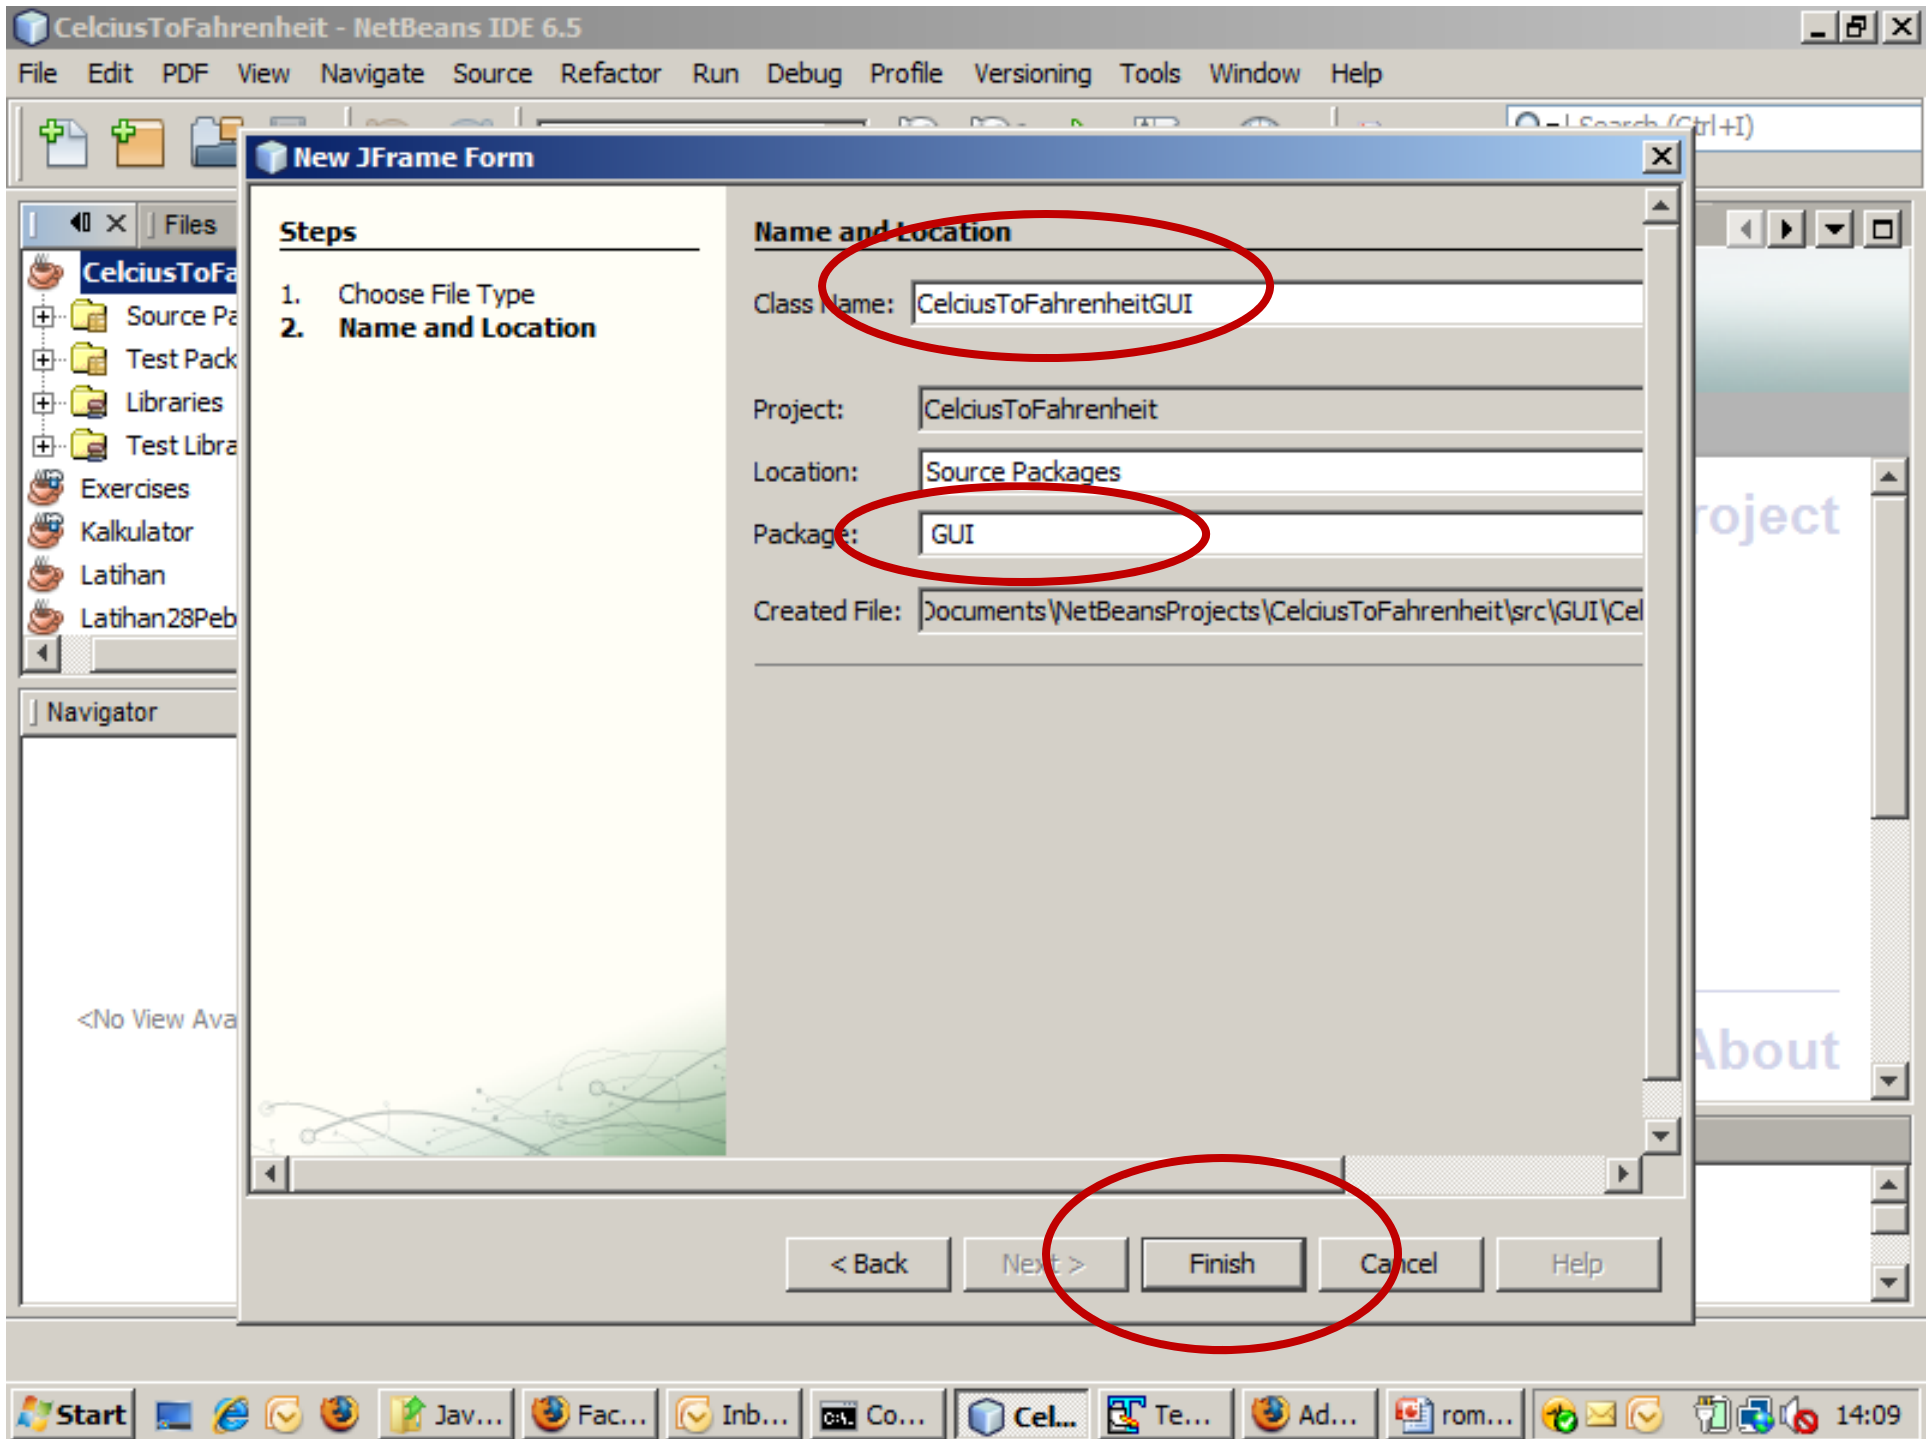 CelciusToFahrenheit - NetBeans IDE 6.5
File Edit PDF View Navigate Source Refactor Run Debug Profile Versioning Tools Window Help
Search (Ctrl+I)
New JFrame Form
Files
CelciusToFa
Source Pa
Test Pack
Libraries
Test Libra
Exercises
Kalkulator
Latihan
Latihan28Peb
Navigator
<No View Ava
Steps
1. Choose File Type
2. Name and Location
Name and Location
Class Name: CelciusToFahrenheitGUI
Project: CelciusToFahrenheit
Location: Source Packages
Package: GUI
Created File: Documents\NetBeansProjects\CelciusToFahrenheit\src\GUI\Cel
roject
About
< Back Next > Finish Cancel Help
Start Jav... Fac... Inb... Co... Cel... Te... Ad... rom... 14:09